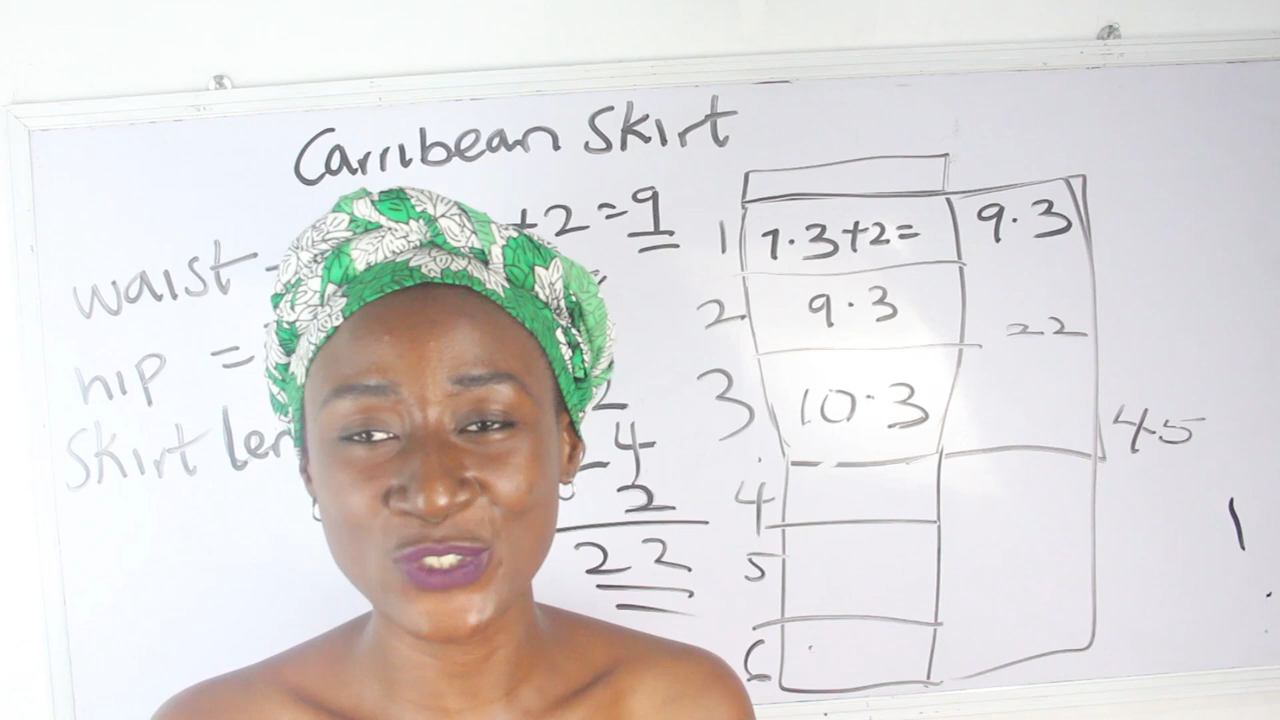 Carribean Skirt
+2=9
waist
hip =
Skirt len
2
-4
2
22
1 7.3+2= 9.3
2 9.3 22
3 10.3
45
4
5
6